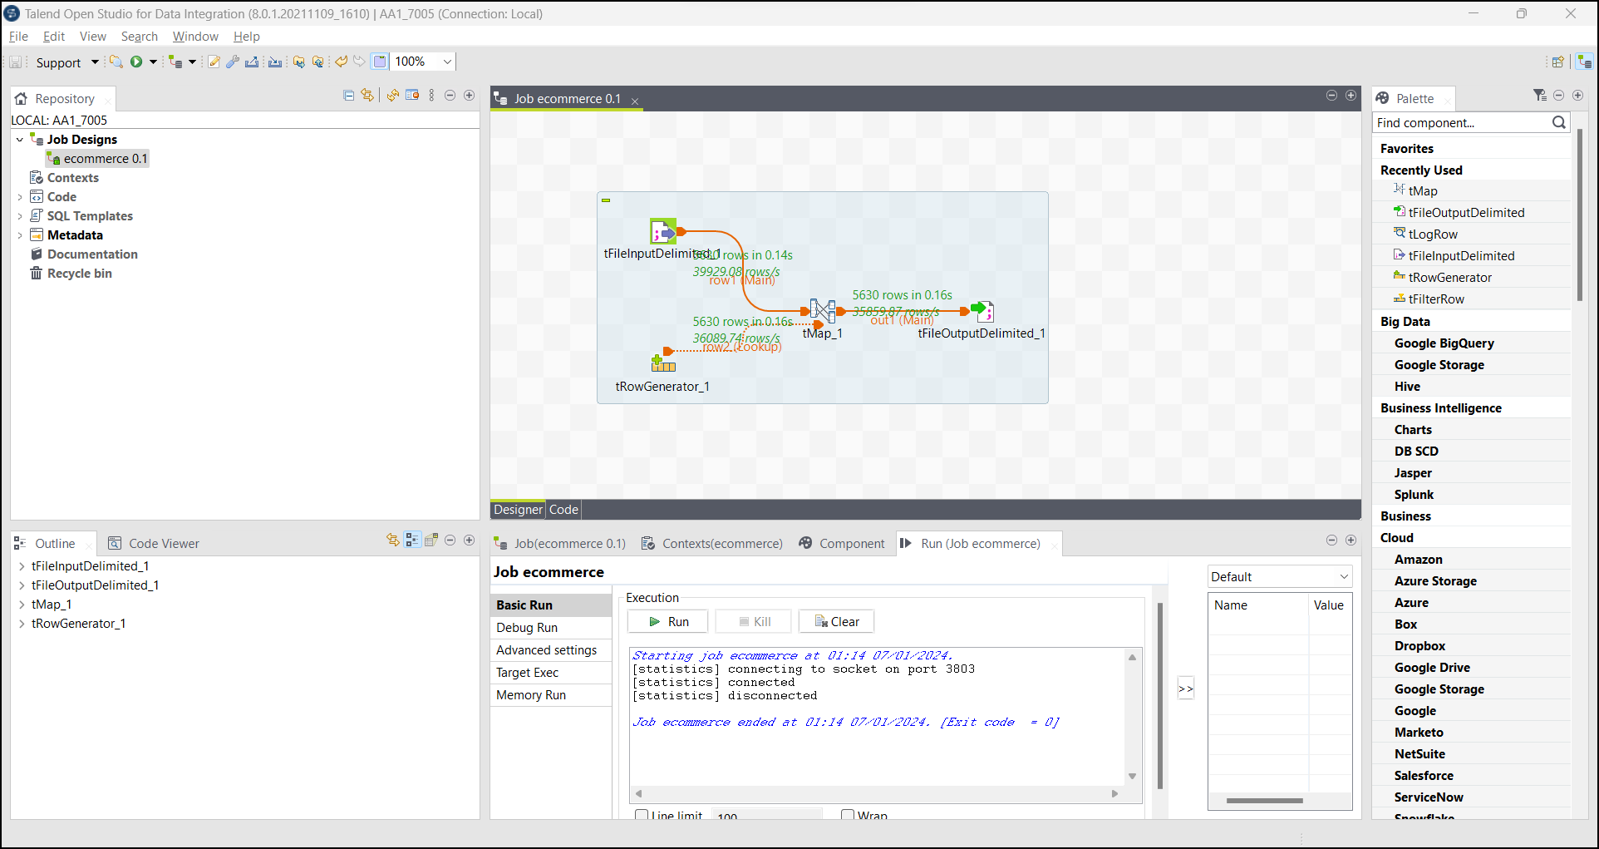 Talend Open Studio for Data Integration (8.0.1.20211109_1610) | AA1_7005 (Connection: Local)
File Edit View Search Window Help
Support 100%
Repository
LOCAL: AA1_7005
Job Designs
ecommerce 0.1
Contexts
Code
SQL Templates
Metadata
Documentation
Recycle bin
Job ecommerce 0.1
tFileInputDelimited_1
5630 rows in 0.14s
39929.08 rows/s
row1 (Main)
5630 rows in 0.16s
36089.74 rows/s
row2 (Lookup)
tRowGenerator_1
tMap_1
5630 rows in 0.16s
35859.87 rows/s
out1 (Main)
tFileOutputDelimited_1
Designer Code
Palette
Find component...
Favorites
Recently Used
tMap
tFileOutputDelimited
tLogRow
tFileInputDelimited
tRowGenerator
tFilterRow
Big Data
Google BigQuery
Google Storage
Hive
Business Intelligence
Charts
DB SCD
Jasper
Splunk
Business
Cloud
Amazon
Azure Storage
Azure
Box
Dropbox
Google Drive
Google Storage
Google
Marketo
NetSuite
Salesforce
ServiceNow
Snowflake
Outline Code Viewer
tFileInputDelimited_1
tFileOutputDelimited_1
tMap_1
tRowGenerator_1
Job(ecommerce 0.1) Contexts(ecommerce) Component Run (Job ecommerce)
Job ecommerce
Basic Run
Debug Run
Advanced settings
Target Exec
Memory Run
Execution
Run Kill Clear
Starting job ecommerce at 01:14 07/01/2024.
[statistics] connecting to socket on port 3803
[statistics] connected
[statistics] disconnected
Job ecommerce ended at 01:14 07/01/2024. [Exit code  = 0]
Line limit 100 Wrap
>>
Default
Name Value